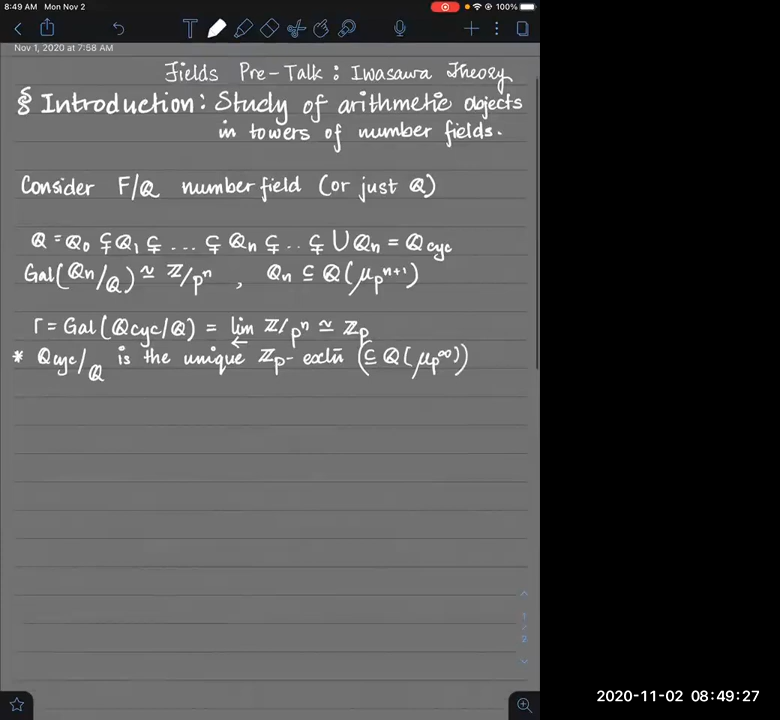 8:49 AM Mon Nov 2
100%
Nov 1, 2020 at 7:58 AM
Fields Pre-Talk : Iwasawa Theory
§ Introduction: Study of arithmetic objects
in towers of number fields.
Consider F/ℚ number field (or just ℚ)
ℚ = ℚ₀ ⊊ ℚ₁ ⊊ ... ⊊ ℚn ⊊ .. ⊊ ∪ℚn = ℚcyc
Gal(ℚn/ℚ) ≃ ℤ/pⁿ , ℚn ⊆ ℚ(μpⁿ⁺¹)
Γ = Gal(ℚcyc/ℚ) = lim← ℤ/pⁿ ≃ ℤp
* ℚcyc/ℚ is the unique ℤp-extn (⊆ ℚ(μp∞))
1
2
2020-11-02 08:49:27